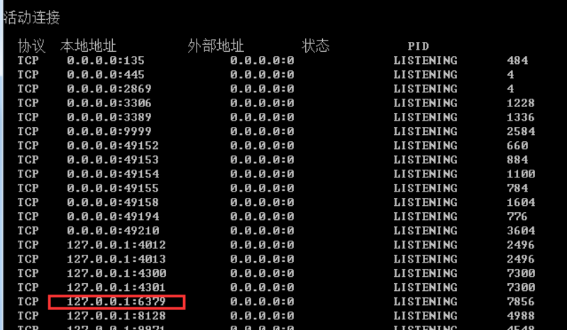 活动连接
协议 本地地址 外部地址 状态 PID
TCP 0.0.0.0:135 0.0.0.0:0 LISTENING 484
TCP 0.0.0.0:445 0.0.0.0:0 LISTENING 4
TCP 0.0.0.0:2869 0.0.0.0:0 LISTENING 4
TCP 0.0.0.0:3306 0.0.0.0:0 LISTENING 1228
TCP 0.0.0.0:3389 0.0.0.0:0 LISTENING 1336
TCP 0.0.0.0:9999 0.0.0.0:0 LISTENING 2584
TCP 0.0.0.0:49152 0.0.0.0:0 LISTENING 660
TCP 0.0.0.0:49153 0.0.0.0:0 LISTENING 884
TCP 0.0.0.0:49154 0.0.0.0:0 LISTENING 1100
TCP 0.0.0.0:49155 0.0.0.0:0 LISTENING 784
TCP 0.0.0.0:49158 0.0.0.0:0 LISTENING 1604
TCP 0.0.0.0:49194 0.0.0.0:0 LISTENING 776
TCP 0.0.0.0:49210 0.0.0.0:0 LISTENING 3604
TCP 127.0.0.1:4012 0.0.0.0:0 LISTENING 2496
TCP 127.0.0.1:4013 0.0.0.0:0 LISTENING 2496
TCP 127.0.0.1:4300 0.0.0.0:0 LISTENING 7300
TCP 127.0.0.1:4301 0.0.0.0:0 LISTENING 7300
TCP 127.0.0.1:6379 0.0.0.0:0 LISTENING 7856
TCP 127.0.0.1:8128 0.0.0.0:0 LISTENING 4988
TCP 0.0.0.0:0 LISTENING